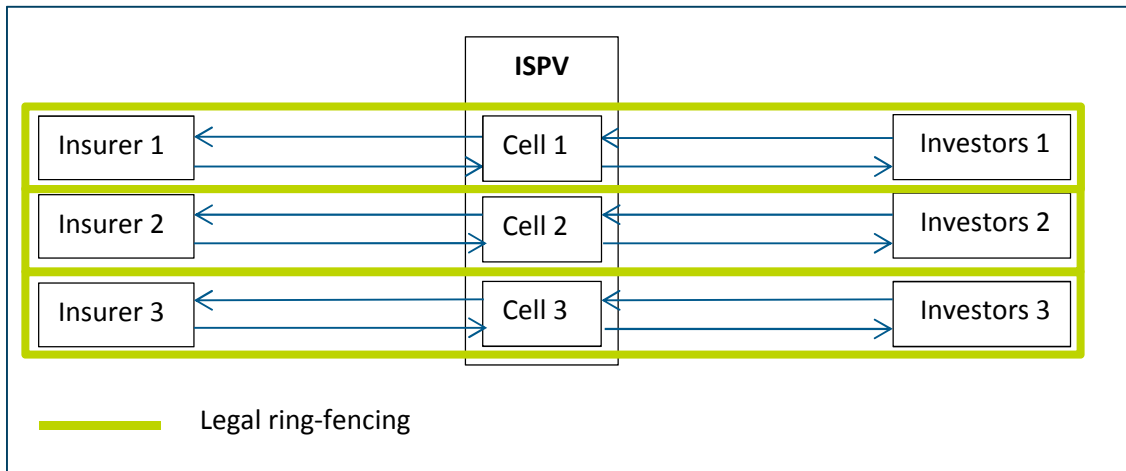 ISPV
Insurer 1
Cell 1
Investors 1
Insurer 2
Cell 2
Investors 2
Insurer 3
Cell 3
Investors 3
Legal ring-fencing